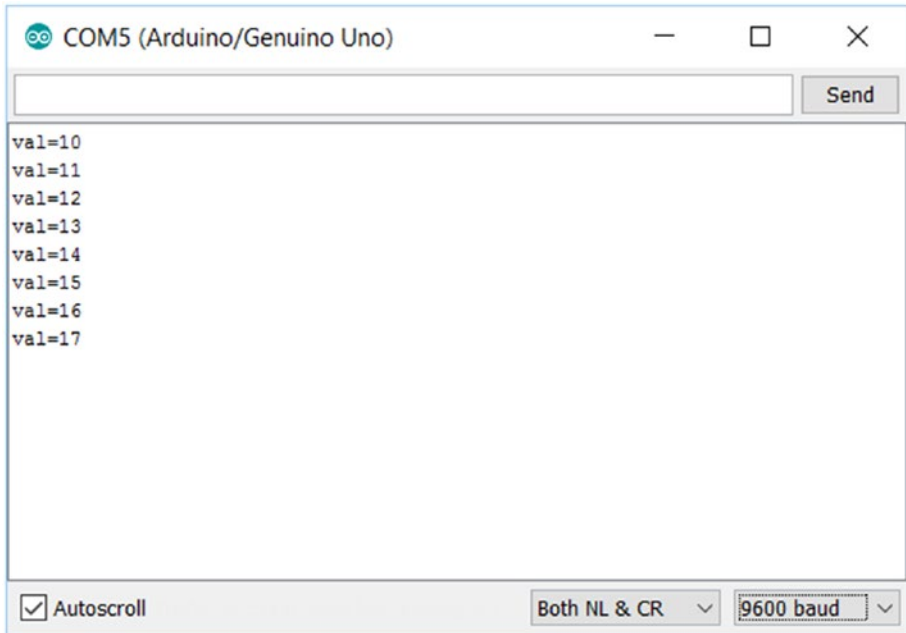 COM5 (Arduino/Genuino Uno)
Send
val=10
val=11
val=12
val=13
val=14
val=15
val=16
val=17
Autoscroll
Both NL & CR
9600 baud